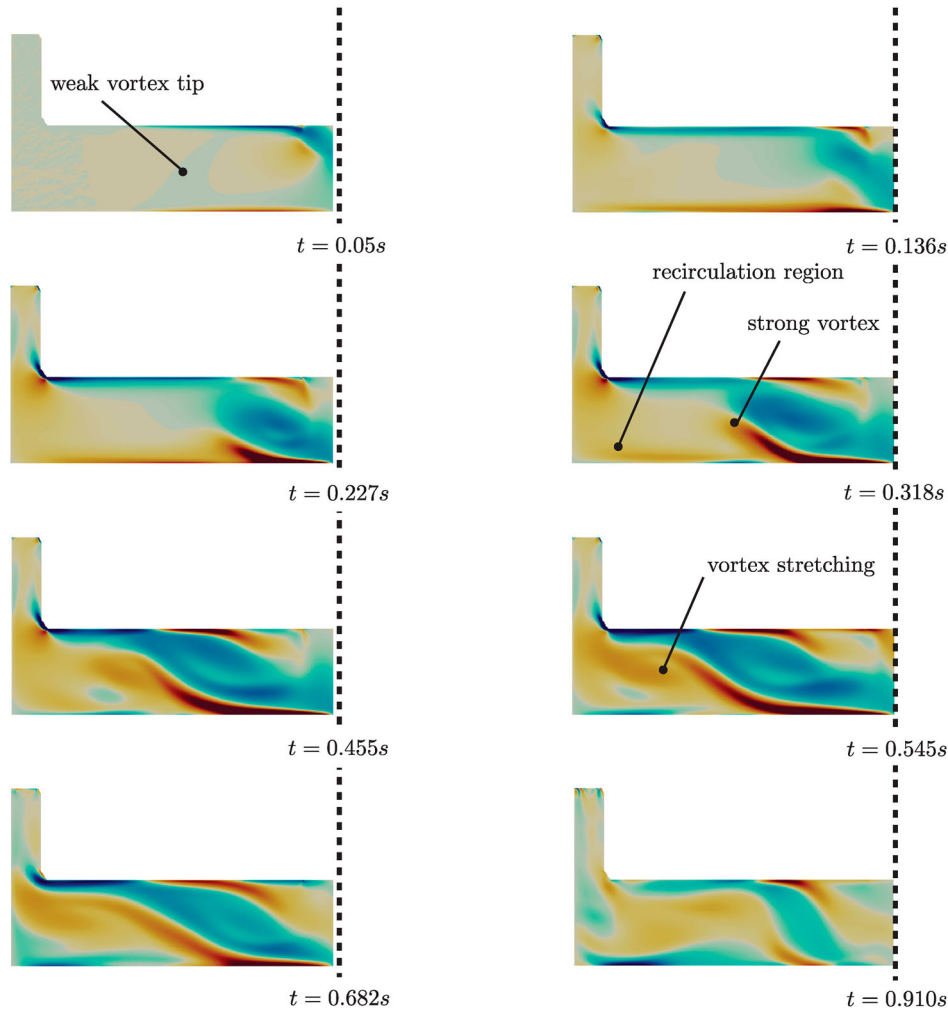 weak vortex tip
t = 0.05s
t = 0.136s
recirculation region
strong vortex
t = 0.227s
t = 0.318s
vortex stretching
t = 0.455s
t = 0.545s
t = 0.682s
t = 0.910s